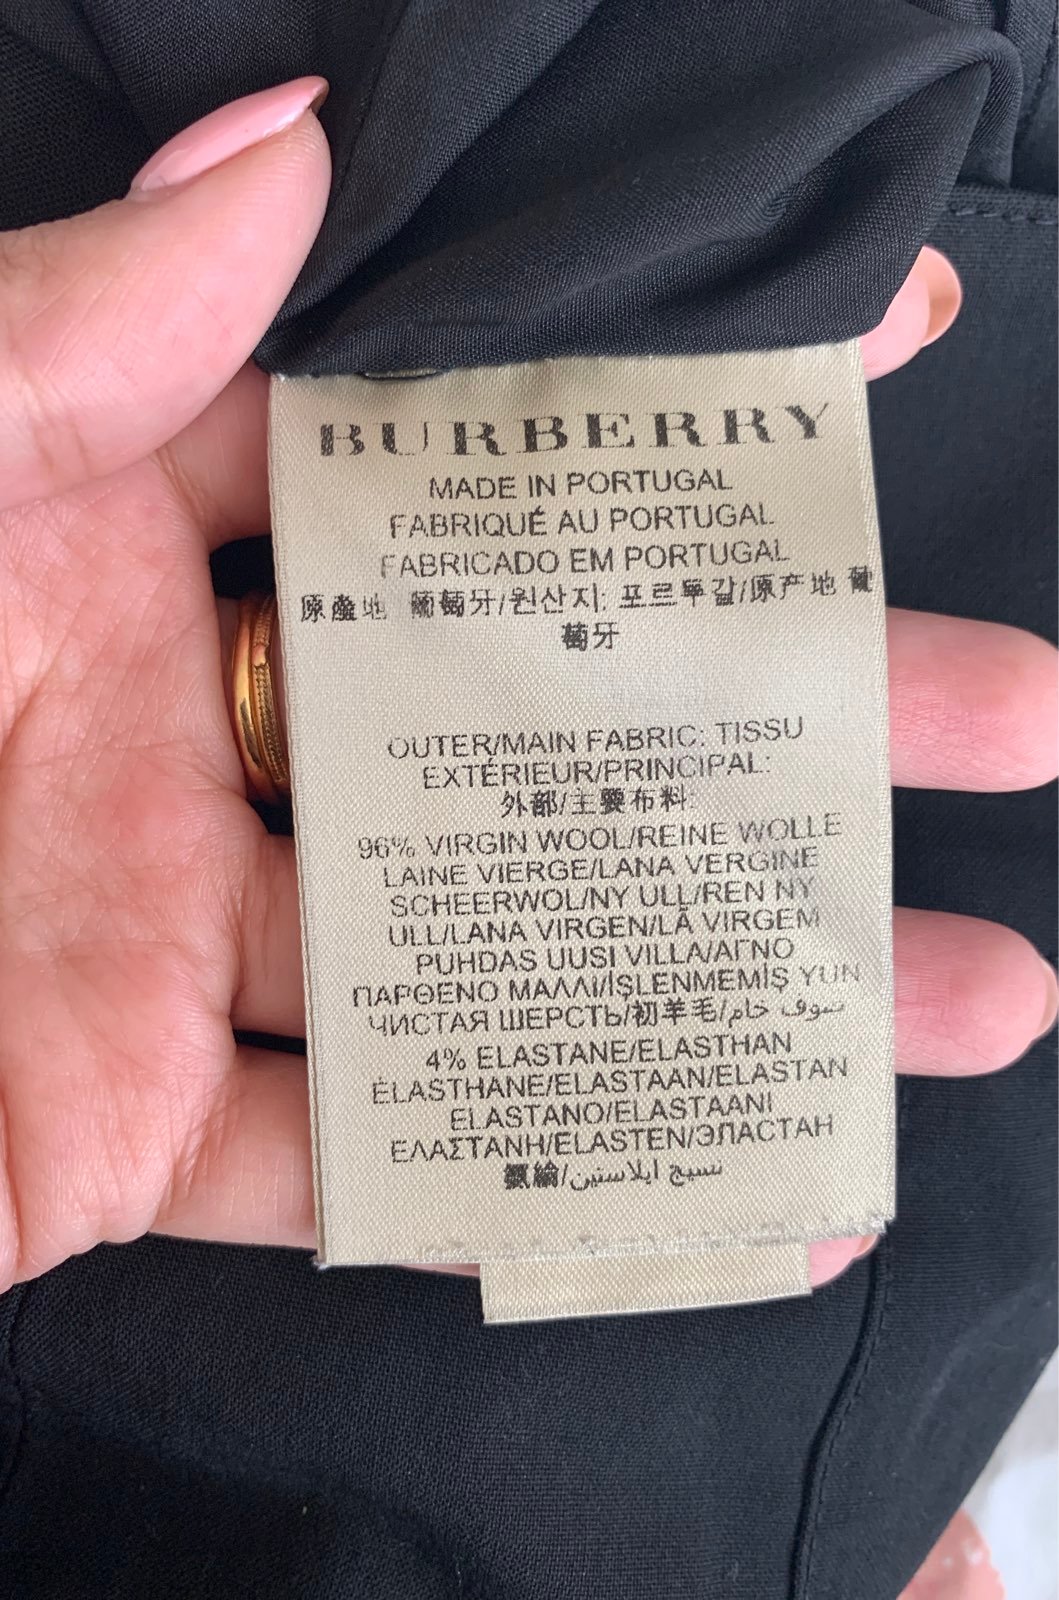 BURBERRY
MADE IN PORTUGAL
FABRIQUÉ AU PORTUGAL
FABRICADO EM PORTUGAL
原產地 葡萄牙/원산지: 포르투갈/原产地 葡
萄牙
OUTER/MAIN FABRIC: TISSU
EXTÉRIEUR/PRINCIPAL:
外部/主要布料:
96% VIRGIN WOOL/REINE WOLLE
LAINE VIERGE/LANA VERGINE
SCHEERWOL/NY ULL/REN NY
ULL/LANA VIRGEN/LÃ VIRGEM
PUHDAS UUSI VILLA/ΑΓΝΟ
ΠΑΡΘΕΝΟ ΜΑΛΛΙ/İŞLENMEMİŞ YUN
ЧИСТАЯ ШЕРСТЬ/初羊毛/صوف خام
4% ELASTANE/ELASTHAN
ÉLASTHANE/ELASTAAN/ELASTAN
ELASTANO/ELASTAANI
ΕΛΑΣΤΑΝΗ/ELASTEN/ЭЛАСТАН
氨綸/نسيج ايلاستين